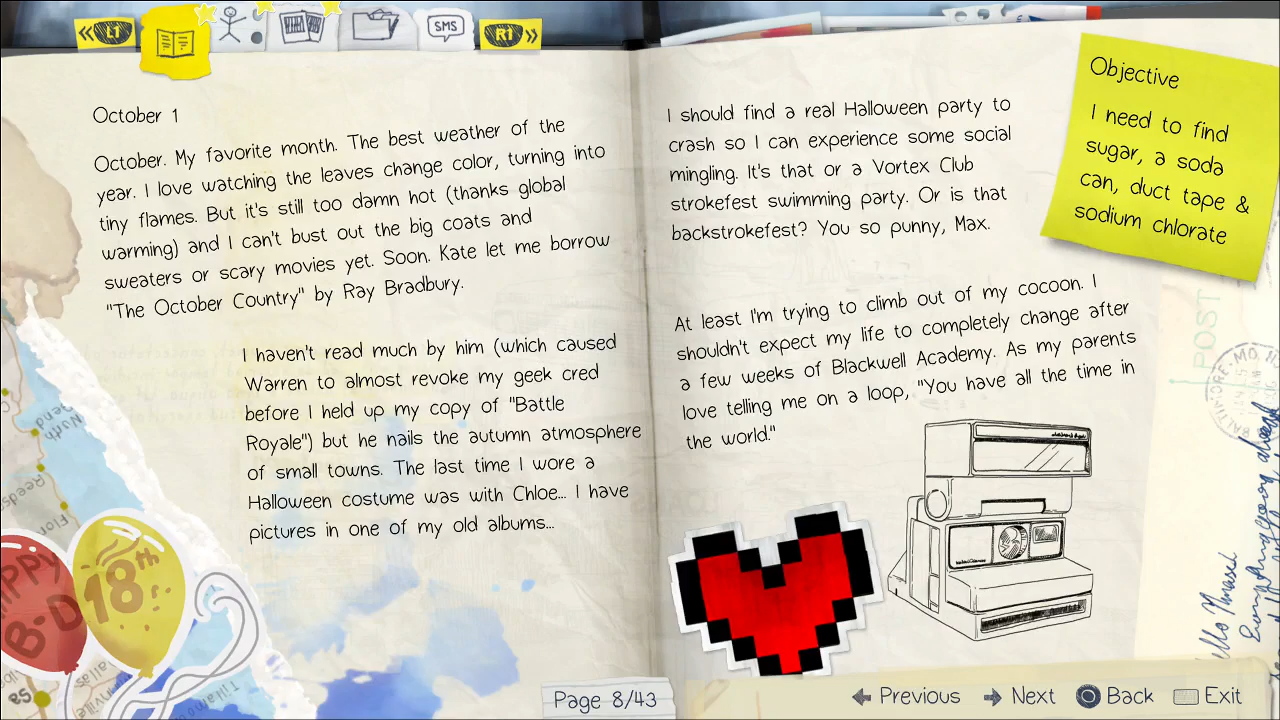 L1
SMS
R1
October 1
October. My favorite month. The best weather of the
year. I love watching the leaves change color, turning into
tiny flames. But it's still too damn hot (thanks global
warming) and I can't bust out the big coats and
sweaters or scary movies yet. Soon. Kate let me borrow
"The October Country" by Ray Bradbury.
I haven't read much by him (which caused
Warren to almost revoke my geek cred
before I held up my copy of "Battle
Royale") but he nails the autumn atmosphere
of small towns. The last time I wore a
Halloween costume was with Chloe... I have
pictures in one of my old albums...
I should find a real Halloween party to
crash so I can experience some social
mingling. It's that or a Vortex Club
strokefest swimming party. Or is that
backstrokefest? You so punny, Max.
At least I'm trying to climb out of my cocoon. I
shouldn't expect my life to completely change after
a few weeks of Blackwell Academy. As my parents
love telling me on a loop, "You have all the time in
the world."
Objective
I need to find
sugar, a soda
can, duct tape &
sodium chlorate
POST
North
Bend
Reedsp
Flor
18th
Page 8/43
Previous
Next
Back
Exit